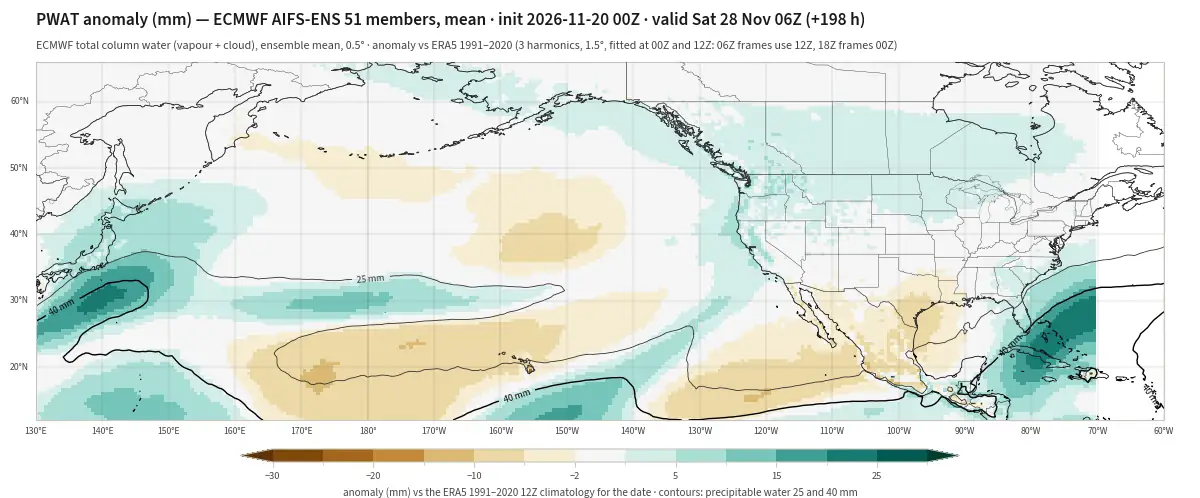 PWAT anomaly (mm) — ECMWF AIFS-ENS 51 members, mean · init 2026-11-20 00Z · valid Sat 28 Nov 06Z (+198 h)
ECMWF total column water (vapour + cloud), ensemble mean, 0.5° · anomaly vs ERA5 1991–2020 (3 harmonics, 1.5°, fitted at 00Z and 12Z: 06Z frames use 12Z, 18Z frames 00Z)
60°N
50°N
40°N
30°N
20°N
25 mm
40 mm
40 mm
40 mm
40 mm
130°E 140°E 150°E 160°E 170°E 180° 170°W 160°W 150°W 140°W 130°W 120°W 110°W 100°W 90°W 80°W 70°W 60°W
−30 −20 −10 −2 5 15 25
anomaly (mm) vs the ERA5 1991–2020 12Z climatology for the date · contours: precipitable water 25 and 40 mm